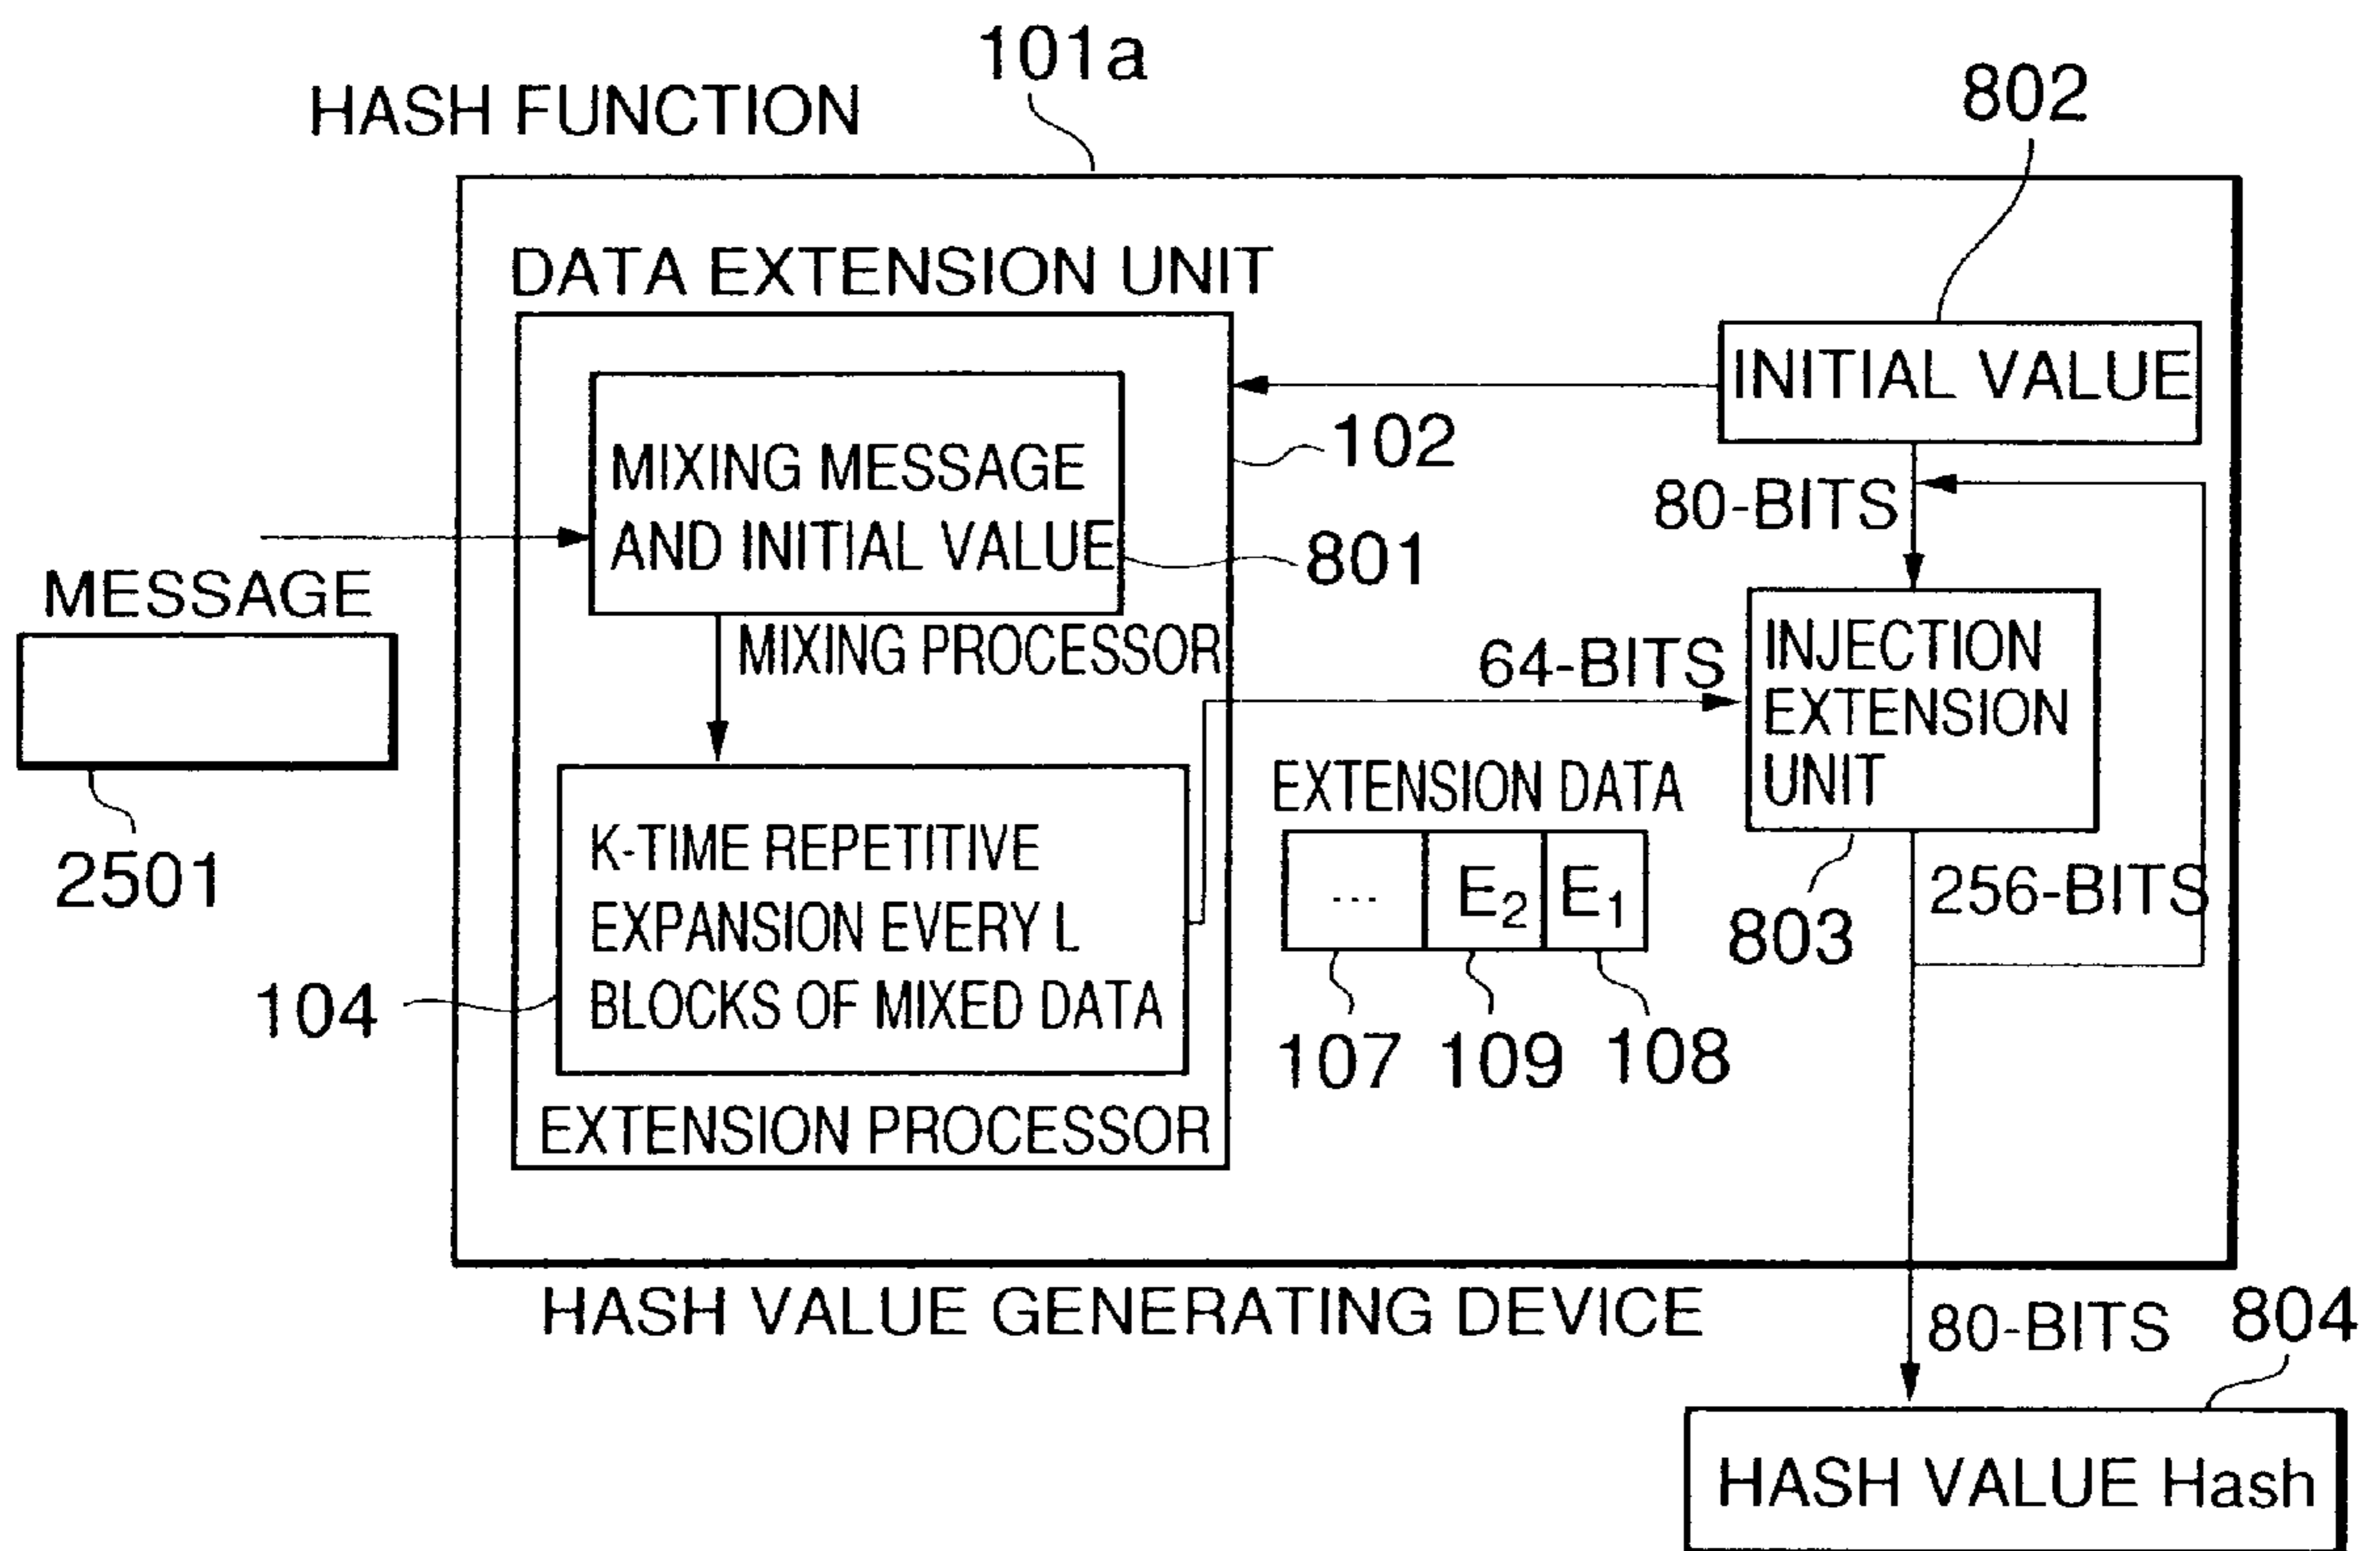 101a
HASH FUNCTION
802
DATA EXTENSION UNIT
INITIAL VALUE
MIXING MESSAGE
AND INITIAL VALUE
102
80-BITS
801
MESSAGE
MIXING PROCESSOR
64-BITS
INJECTION
EXTENSION
UNIT
2501
K-TIME REPETITIVE
EXPANSION EVERY L
BLOCKS OF MIXED DATA
EXTENSION DATA
... E₂ E₁
256-BITS
803
104
107 109 108
EXTENSION PROCESSOR
HASH VALUE GENERATING DEVICE
80-BITS
804
HASH VALUE Hash